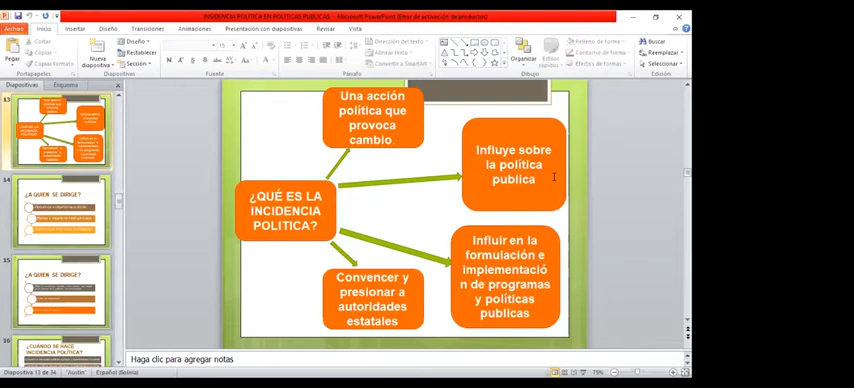 INCIDENCIA POLITICA EN POLÍTICAS PUBLICAS - Microsoft PowerPoint (Error de activación de productos)
Archivo Inicio Insertar Diseño Transiciones Animaciones Presentación con diapositivas Revisar Vista
Pegar
Cortar
Copiar
Copiar formato
Portapapeles
Nueva
diapositiva
Diseño
Restablecer
Sección
Diapositivas
Fuente
Párrafo
Dirección del texto
Alinear texto
Convertir a SmartArt
Organizar
Estilos
rápidos
Relleno de forma
Contorno de forma
Efectos de formas
Dibujo
Buscar
Reemplazar
Seleccionar
Edición
Diapositivas Esquema
13
14
¿A QUIEN SE DIRIGE?
15
¿A QUIEN SE DIRIGE?
16
¿CUÁNDO SE HACE
INCIDENCIA POLÍTICA?
Una acción
política que
provoca
cambio.
Influye sobre
la política
publica
¿QUÉ ES LA
INCIDENCIA
POLITICA?
Influir en la
formulación e
implementació
n de programas
y políticas
publicas
Convencer y
presionar a
autoridades
estatales
Haga clic para agregar notas
Diapositiva 13 de 34 "Austin" Español (Bolivia) 75%